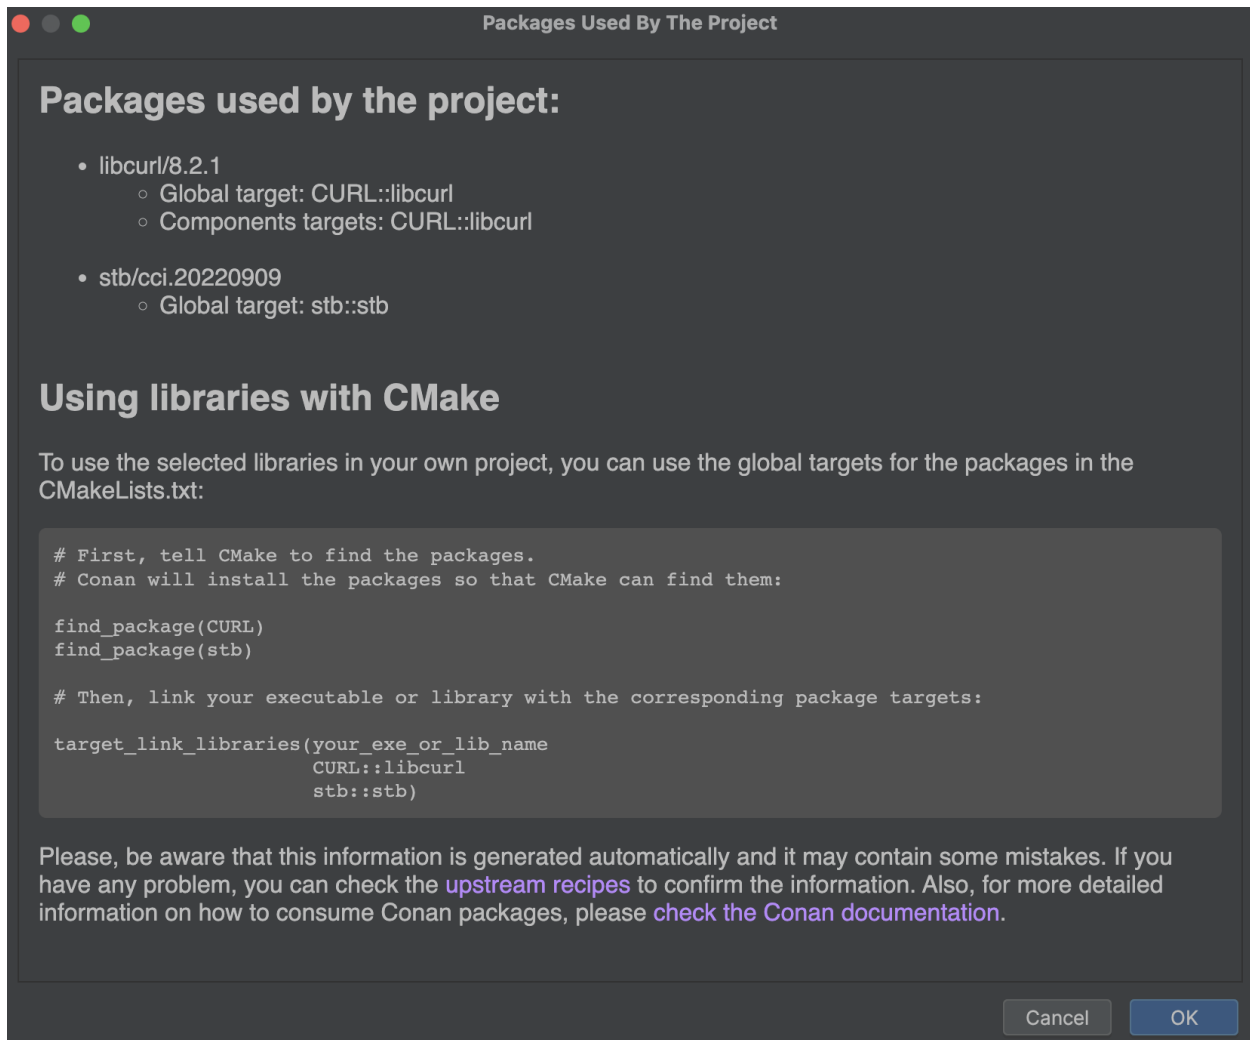 Packages Used By The Project
Packages used by the project:
• libcurl/8.2.1
◦ Global target: CURL::libcurl
◦ Components targets: CURL::libcurl
• stb/cci.20220909
◦ Global target: stb::stb
Using libraries with CMake
To use the selected libraries in your own project, you can use the global targets for the packages in the
CMakeLists.txt:
# First, tell CMake to find the packages.
# Conan will install the packages so that CMake can find them:
find_package(CURL)
find_package(stb)
# Then, link your executable or library with the corresponding package targets:
target_link_libraries(your_exe_or_lib_name
CURL::libcurl
stb::stb)
Please, be aware that this information is generated automatically and it may contain some mistakes. If you
have any problem, you can check the upstream recipes to confirm the information. Also, for more detailed
information on how to consume Conan packages, please check the Conan documentation.
Cancel
OK